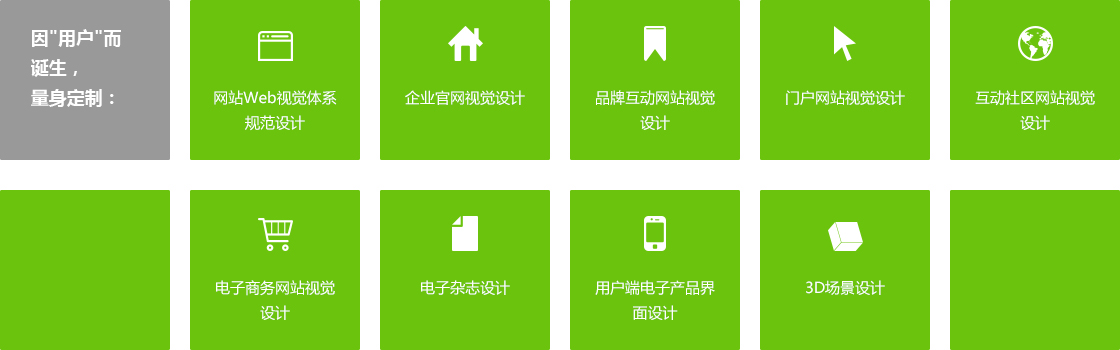 因"用户"而
诞生，
量身定制：
网站Web视觉体系
规范设计
企业官网视觉设计
品牌互动网站视觉
设计
门户网站视觉设计
互动社区网站视觉
设计
电子商务网站视觉
设计
电子杂志设计
用户端电子产品界
面设计
3D场景设计